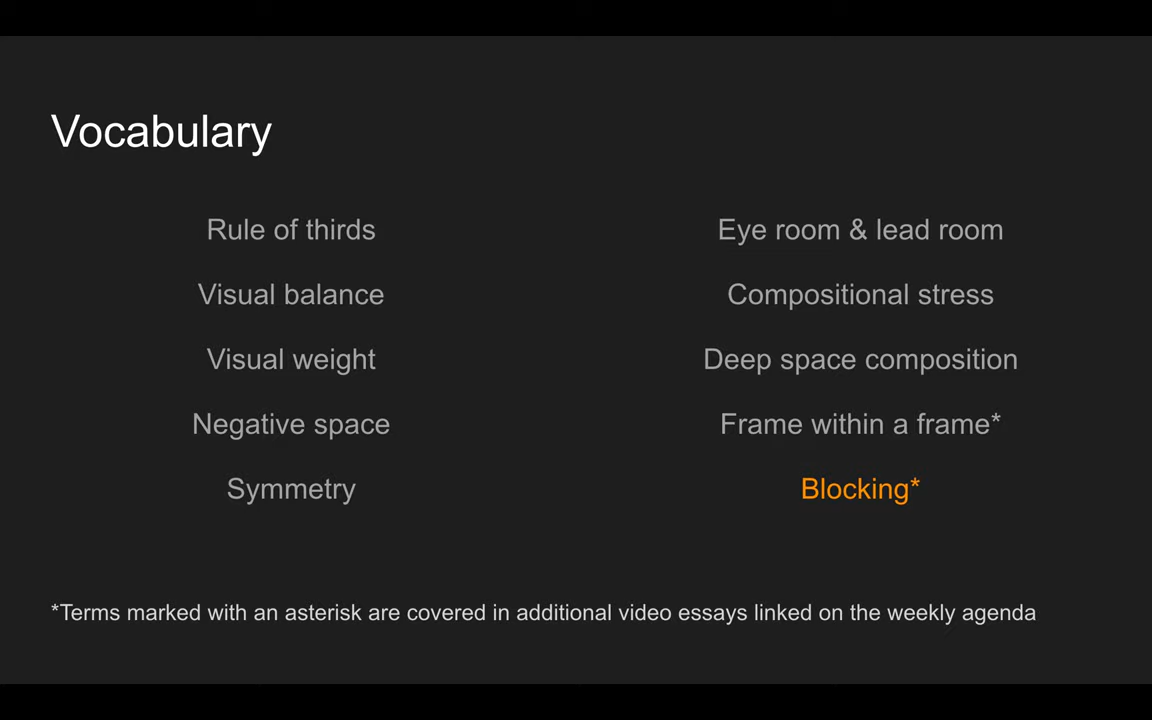 Vocabulary
Rule of thirds
Visual balance
Visual weight
Negative space
Symmetry
Eye room & lead room
Compositional stress
Deep space composition
Frame within a frame*
Blocking*
*Terms marked with an asterisk are covered in additional video essays linked on the weekly agenda